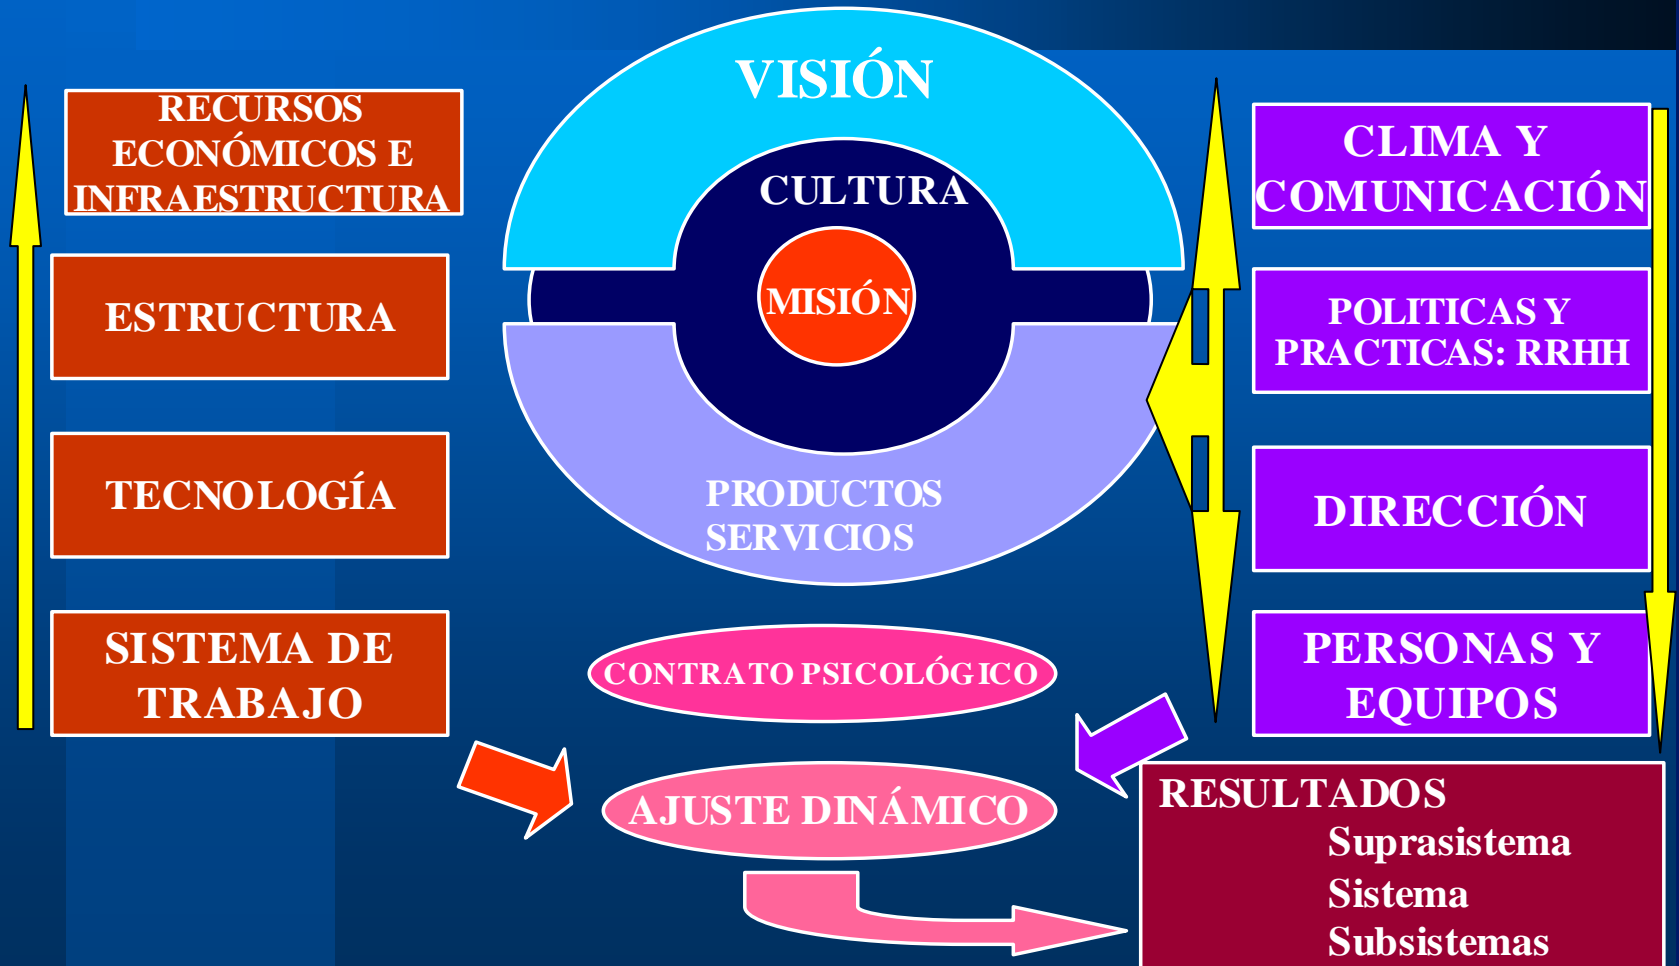 RECURSOS
ECONÓMICOS E
INFRAESTRUCTURA
ESTRUCTURA
TECNOLOGÍA
SISTEMA DE
TRABAJO
VISIÓN
CULTURA
MISIÓN
PRODUCTOS
SERVICIOS
CONTRATO PSICOLÓGICO
AJUSTE DINÁMICO
CLIMA Y
COMUNICACIÓN
POLITICAS Y
PRACTICAS: RRHH
DIRECCIÓN
PERSONAS Y
EQUIPOS
RESULTADOS
Suprasistema
Sistema
Subsistemas